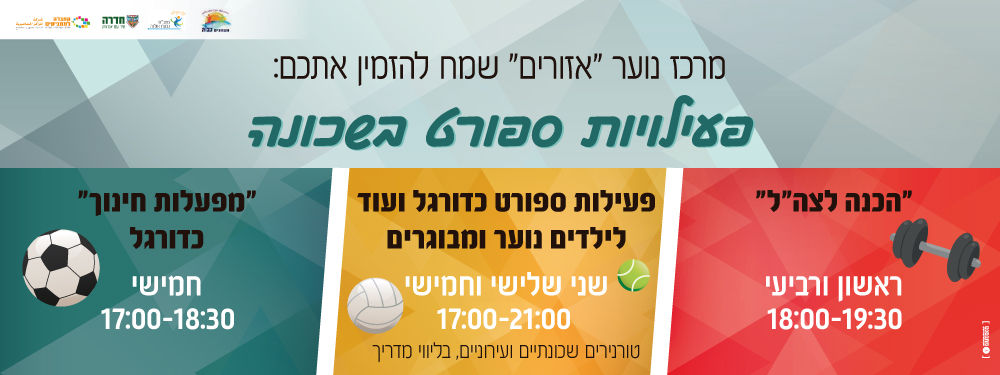 חדרה
מרכז נוער "אזורים" שמח להזמין אתכם:
פעילויות ספורט בשכונה
"הכנה לצה"ל"
ראשון ורביעי
18:00-19:30
פעילות ספורט כדורגל ועוד
לילדים נוער ומבוגרים
שני שלישי וחמישי
17:00-21:00
טורנירים שכונתיים ועירוניים, בליווי מדריך
"מפעלות חינוך"
כדורגל
חמישי
17:00-18:30